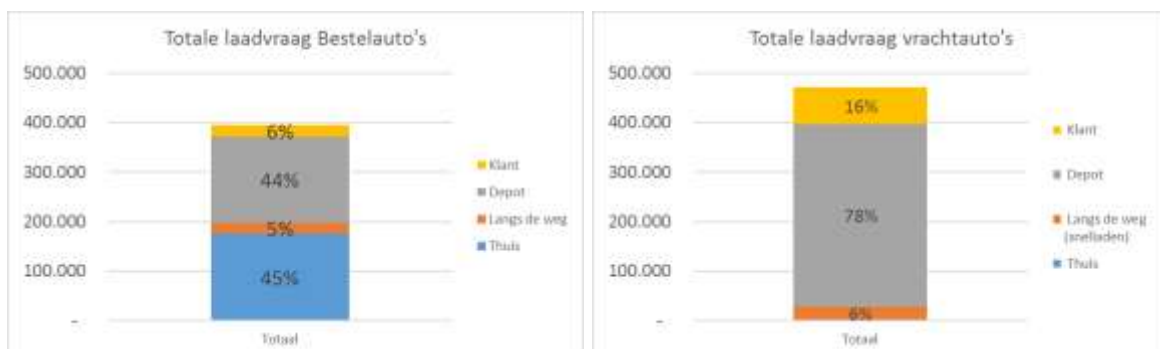 Totale laadvraag Bestelauto's
500.000
400.000
300.000
200.000
100.000
-
6%
44%
5%
45%
Totaal
Klant
Depot
Langs de weg
Thuis
Totale laadvraag vrachtauto's
500.000
400.000
300.000
200.000
100.000
-
16%
78%
6%
Totaal
Klant
Depot
Langs de weg
(snelladen)
Thuis